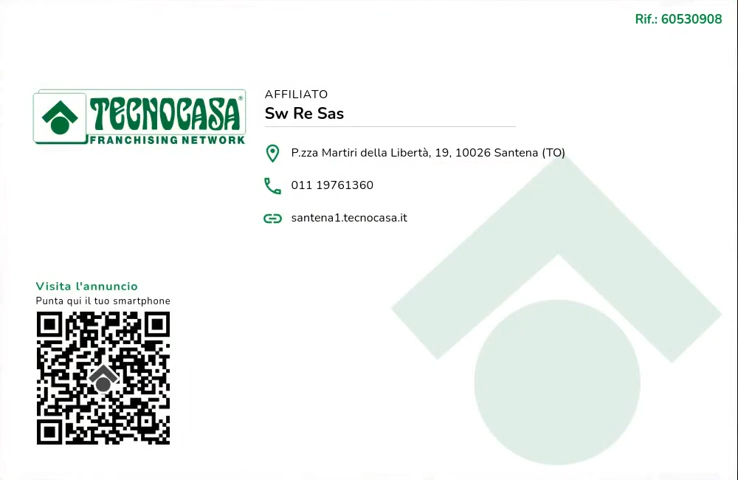 Rif.: 60530908
TECNOCASA®
FRANCHISING NETWORK
AFFILIATO
Sw Re Sas
P.zza Martiri della Libertà, 19, 10026 Santena (TO)
011 19761360
santena1.tecnocasa.it
Visita l'annuncio
Punta qui il tuo smartphone